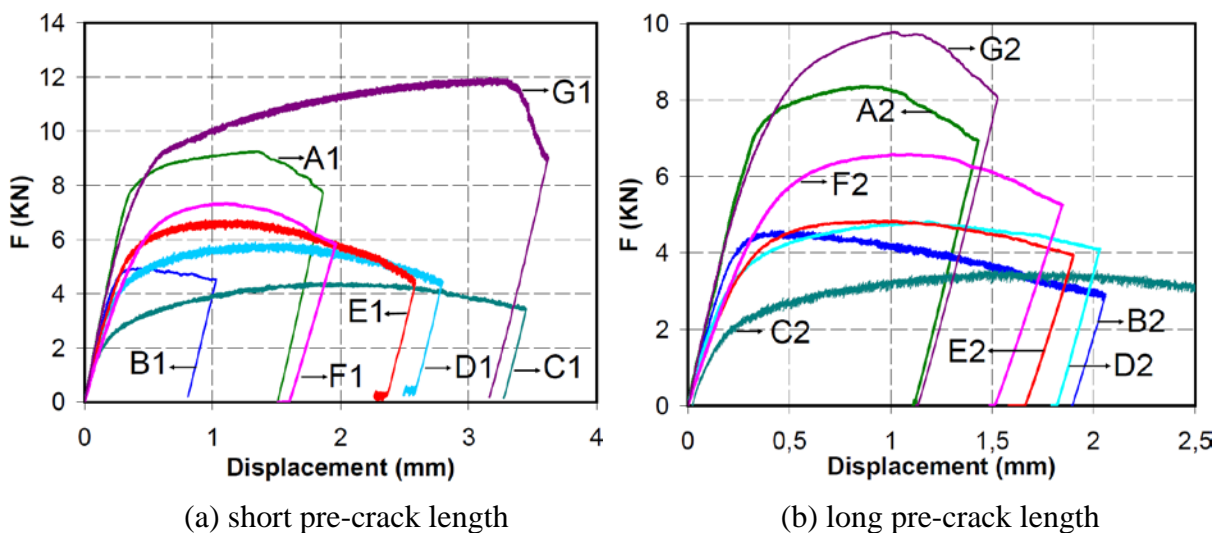 14
12
10
8
6
4
2
0
F (KN)
0
1
2
3
4
Displacement (mm)
G1
A1
B1
E1
F1
D1
C1
(a) short pre-crack length
10
8
6
4
2
0
F (KN)
0
0,5
1
1,5
2
2,5
Displacement (mm)
G2
A2
F2
C2
E2
B2
D2
(b) long pre-crack length